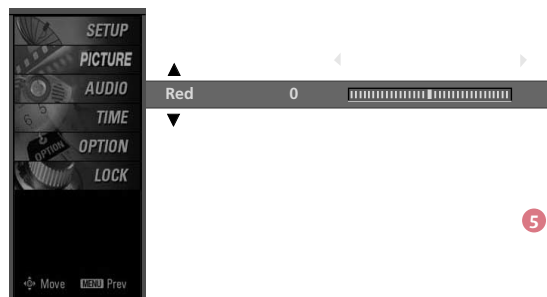 SETUP
PICTURE
AUDIO
TIME
OPTION
LOCK
▲
Red 0
▼
5
Move MENU Prev